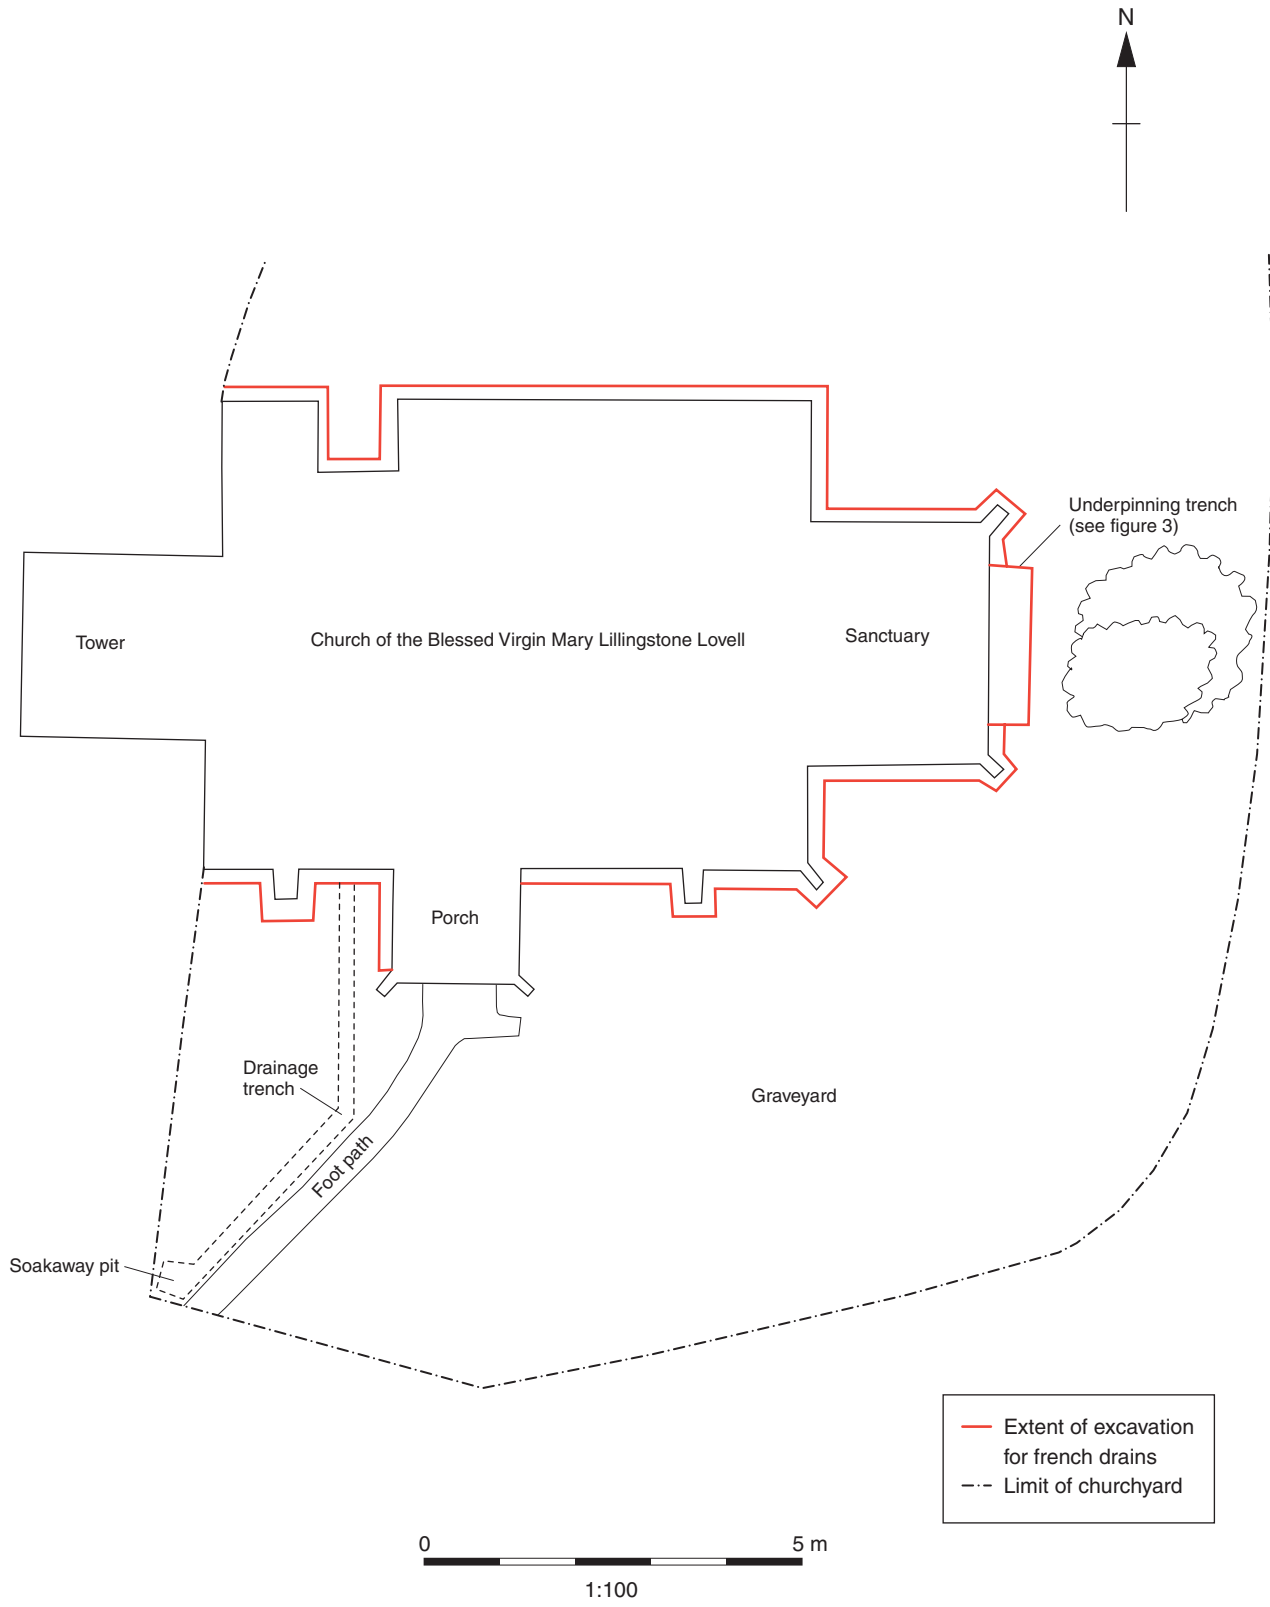 N
Underpinning trench
(see figure 3)
Tower
Church of the Blessed Virgin Mary Lillingstone Lovell
Sanctuary
Porch
Drainage
trench
Graveyard
Foot path
Soakaway pit
Extent of excavation
for french drains
Limit of churchyard
0 5 m
1:100